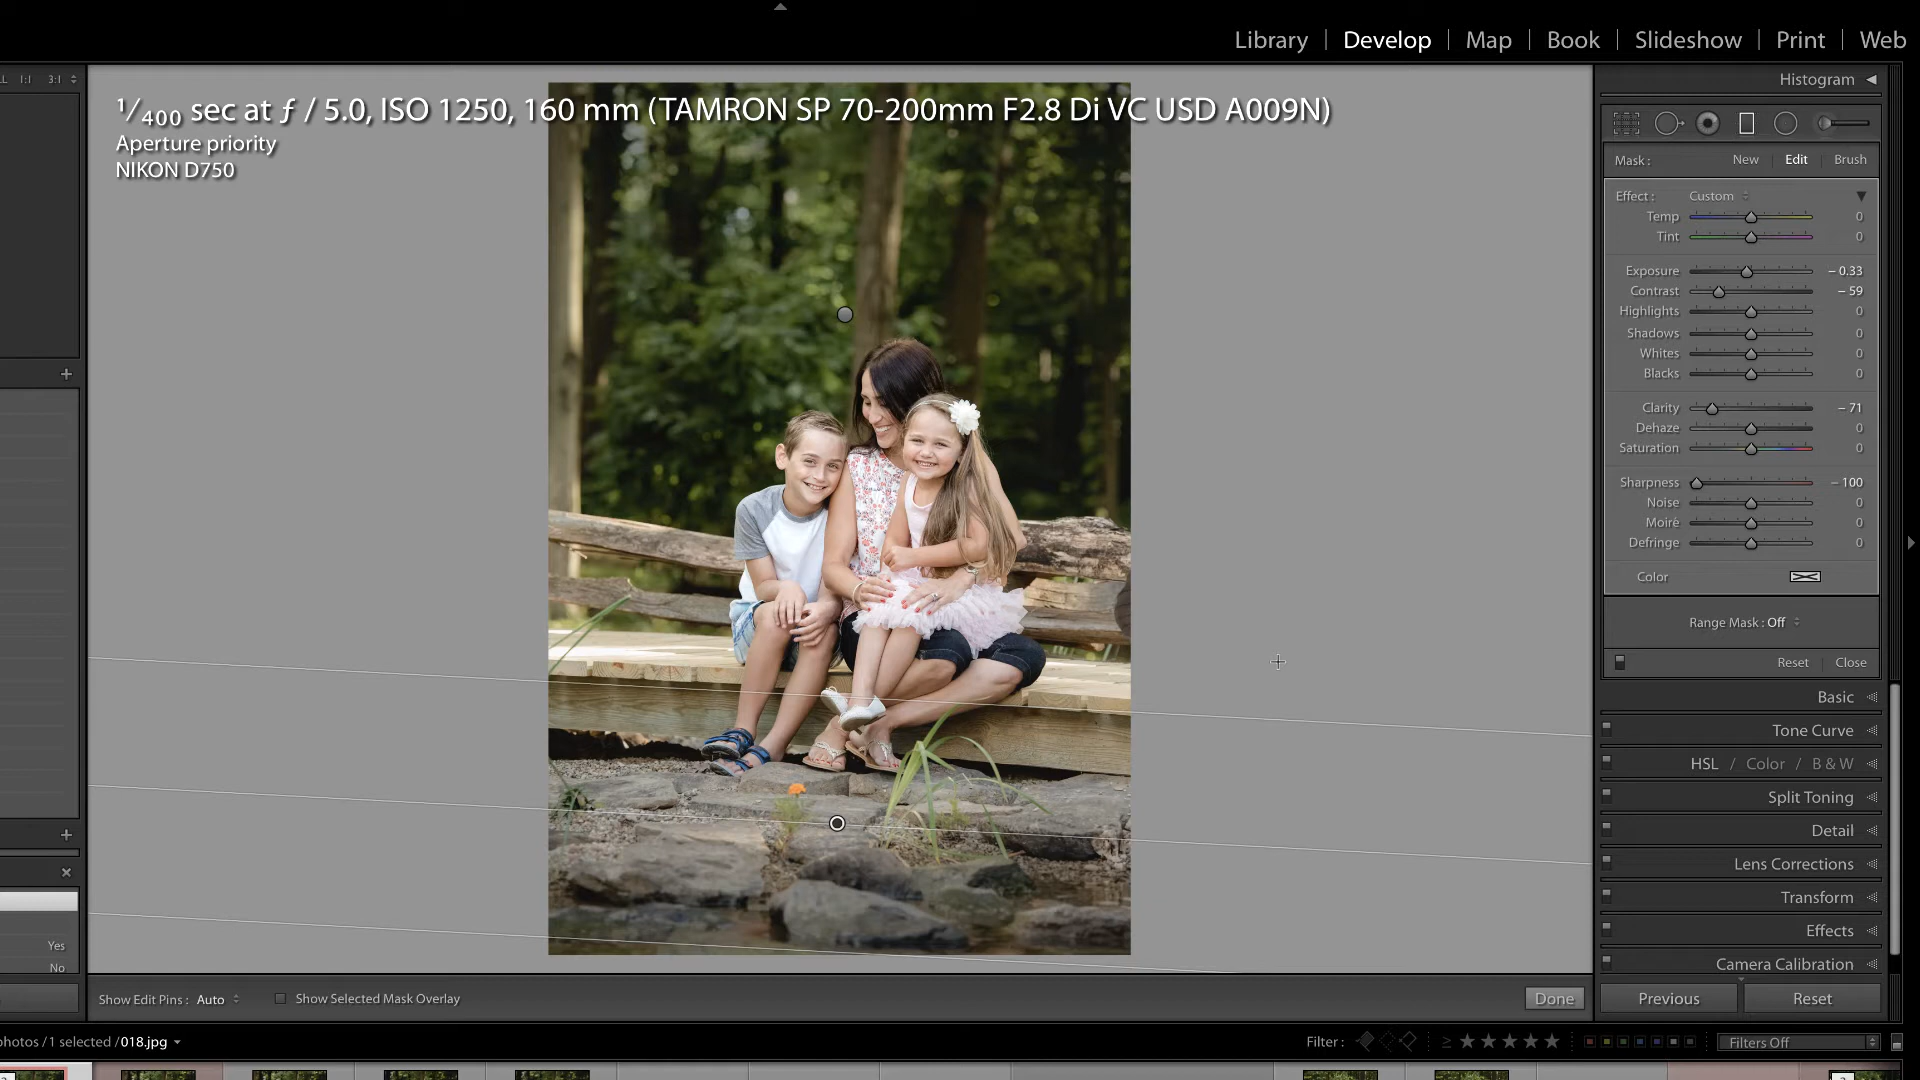 Library | Develop | Map | Book | Slideshow | Print | Web
1:1 3:1
Histogram
1/400 sec at ƒ / 5.0, ISO 1250, 160 mm (TAMRON SP 70-200mm F2.8 Di VC USD A009N)
Aperture priority
NIKON D750
Mask : New Edit Brush
Effect : Custom
Temp 0
Tint 0
Exposure – 0.33
Contrast – 59
Highlights 0
Shadows 0
Whites 0
Blacks 0
Clarity – 71
Dehaze 0
Saturation 0
Sharpness – 100
Noise 0
Moiré 0
Defringe 0
Color
Range Mask : Off
Reset Close
Basic
Tone Curve
HSL / Color / B & W
Split Toning
Detail
Lens Corrections
Transform
Effects
Camera Calibration
Yes
No
Show Edit Pins : Auto Show Selected Mask Overlay Done
Previous Reset
photos / 1 selected / 018.jpg
Filter : ≥ ★ ★ ★ ★ ★ Filters Off